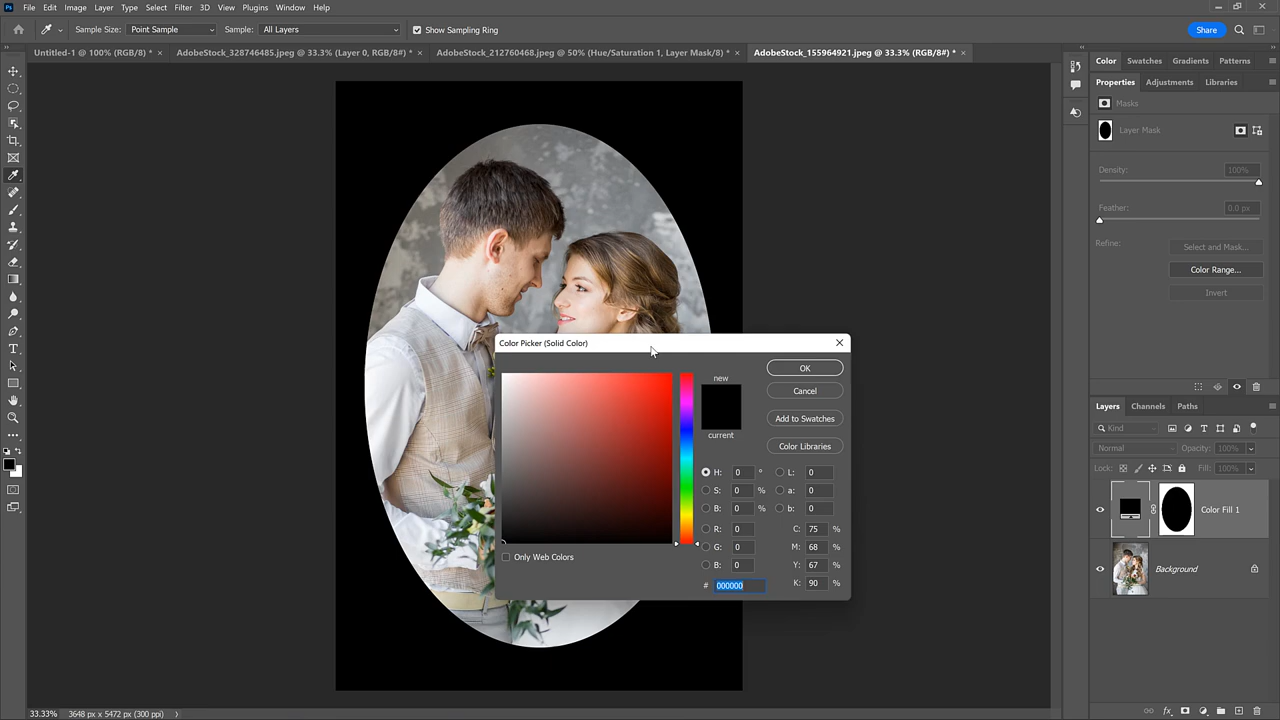 Ps File Edit Image Layer Type Select Filter 3D View Plugins Window Help
Sample Size: Point Sample Sample: All Layers Show Sampling Ring Share
Untitled-1 @ 100% (RGB/8) * × AdobeStock_328746485.jpeg @ 33.3% (Layer 0, RGB/8#) * × AdobeStock_212760468.jpeg @ 50% (Hue/Saturation 1, Layer Mask/8) * × AdobeStock_155964921.jpeg @ 33.3% (RGB/8#) * ×
Color Swatches Gradients Patterns
Properties Adjustments Libraries
Masks
Layer Mask
Density: 100%
Feather: 0.0 px
Refine: Select and Mask...
Color Range...
Invert
Color Picker (Solid Color)
new
current
OK
Cancel
Add to Swatches
Color Libraries
H: 0 ° L: 0
S: 0 % a: 0
B: 0 % b: 0
R: 0 C: 75 %
G: 0 M: 68 %
B: 0 Y: 67 %
# 000000 K: 90 %
Only Web Colors
Layers Channels Paths
Kind
Normal Opacity: 100%
Lock: Fill: 100%
Color Fill 1
Background
33.33% 3648 px x 5472 px (300 ppi)